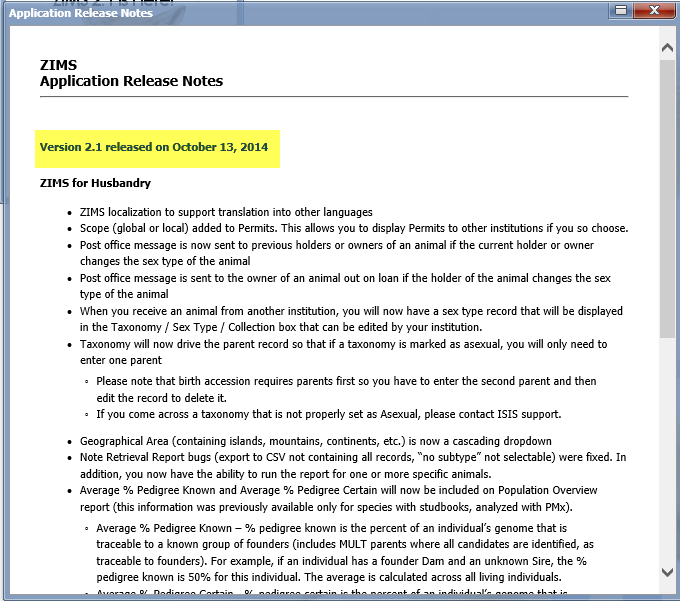 Application Release Notes
ZIMS
Application Release Notes
Version 2.1 released on October 13, 2014
ZIMS for Husbandry
• ZIMS localization to support translation into other languages
• Scope (global or local) added to Permits. This allows you to display Permits to other institutions if you so choose.
• Post office message is now sent to previous holders or owners of an animal if the current holder or owner
changes the sex type of the animal
• Post office message is sent to the owner of an animal out on loan if the holder of the animal changes the sex
type of the animal
• When you receive an animal from another institution, you will now have a sex type record that will be displayed
in the Taxonomy / Sex Type / Collection box that can be edited by your institution.
• Taxonomy will now drive the parent record so that if a taxonomy is marked as asexual, you will only need to
enter one parent
◦ Please note that birth accession requires parents first so you have to enter the second parent and then
edit the record to delete it.
◦ If you come across a taxonomy that is not properly set as Asexual, please contact ISIS support.
• Geographical Area (containing islands, mountains, continents, etc.) is now a cascading dropdown
• Note Retrieval Report bugs (export to CSV not containing all records, “no subtype” not selectable) were fixed. In
addition, you now have the ability to run the report for one or more specific animals.
• Average % Pedigree Known and Average % Pedigree Certain will now be included on Population Overview
report (this information was previously available only for species with studbooks, analyzed with PMx).
◦ Average % Pedigree Known – % pedigree known is the percent of an individual’s genome that is
traceable to a known group of founders (includes MULT parents where all candidates are identified, as
traceable to founders). For example, if an individual has a founder Dam and an unknown Sire, the %
pedigree known is 50% for this individual. The average is calculated across all living individuals.
◦ Average % Pedigree Certain - % pedigree certain is the percent of an individual’s genome that is